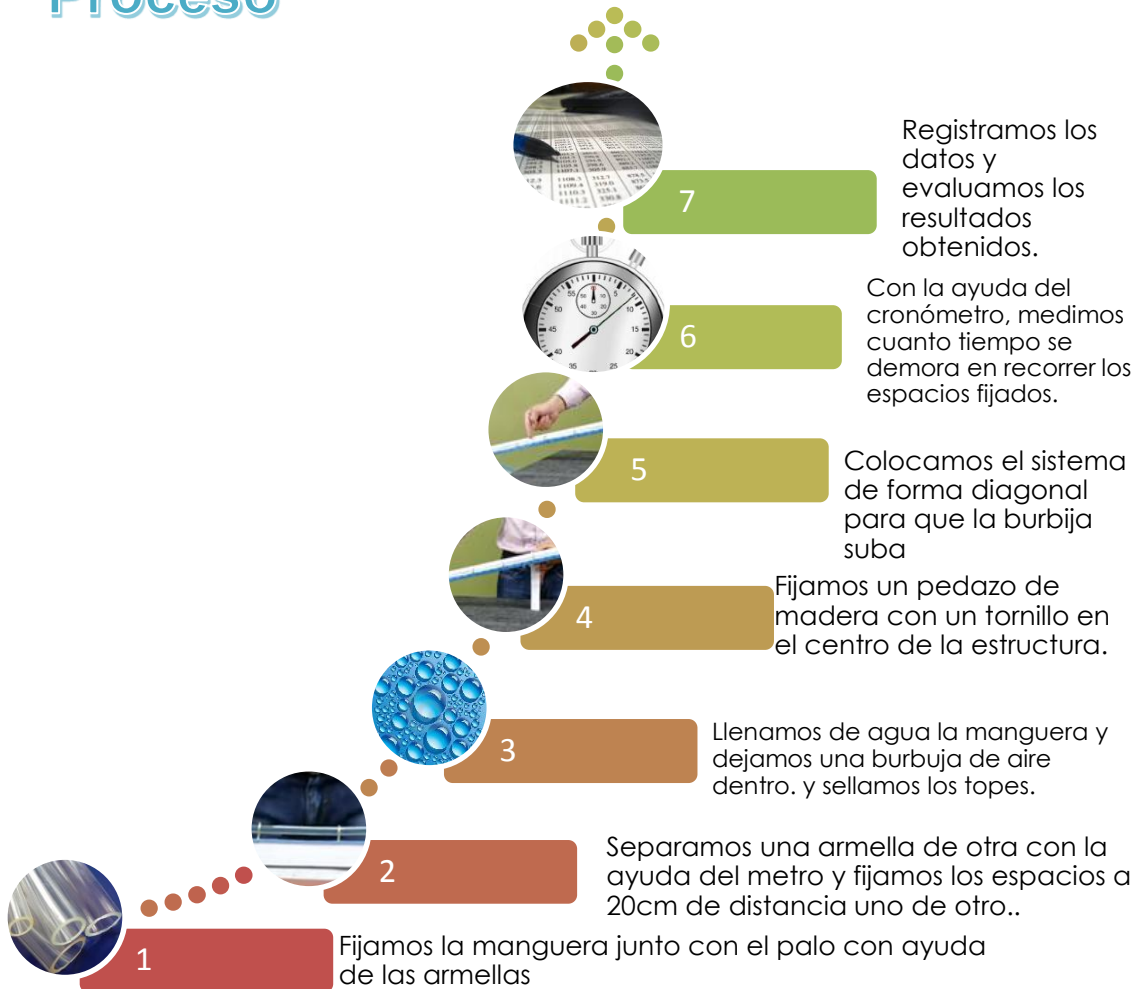 Proceso
7
Registramos los
datos y
evaluamos los
resultados
obtenidos.
6
Con la ayuda del
cronómetro, medimos
cuanto tiempo se
demora en recorrer los
espacios fijados.
5
Colocamos el sistema
de forma diagonal
para que la burbija
suba
4
Fijamos un pedazo de
madera con un tornillo en
el centro de la estructura.
3
Llenamos de agua la manguera y
dejamos una burbuja de aire
dentro. y sellamos los topes.
2
Separamos una armella de otra con la
ayuda del metro y fijamos los espacios a
20cm de distancia uno de otro..
1
Fijamos la manguera junto con el palo con ayuda
de las armellas